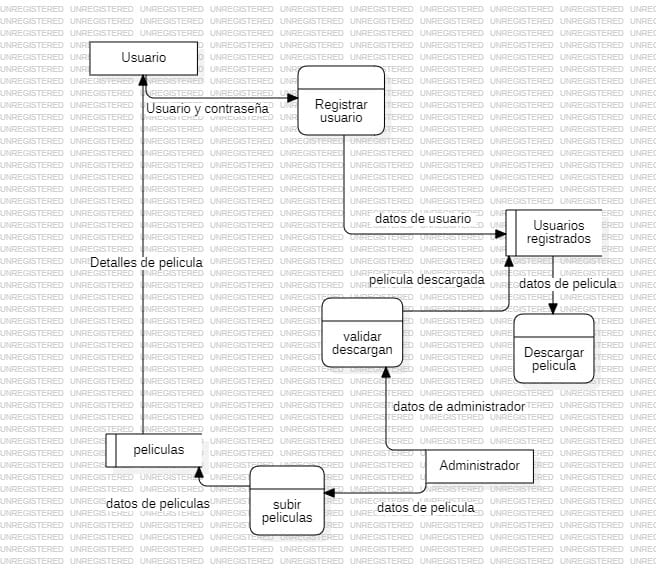 Usuario
Usuario y contraseña
Registrar
usuario
datos de usuario
Usuarios
registrados
Detalles de pelicula
pelicula descargada
datos de pelicula
validar
descargan
Descargar
pelicula
datos de administrador
peliculas
Administrador
datos de peliculas
subir
peliculas
datos de pelicula
UNREGISTERED